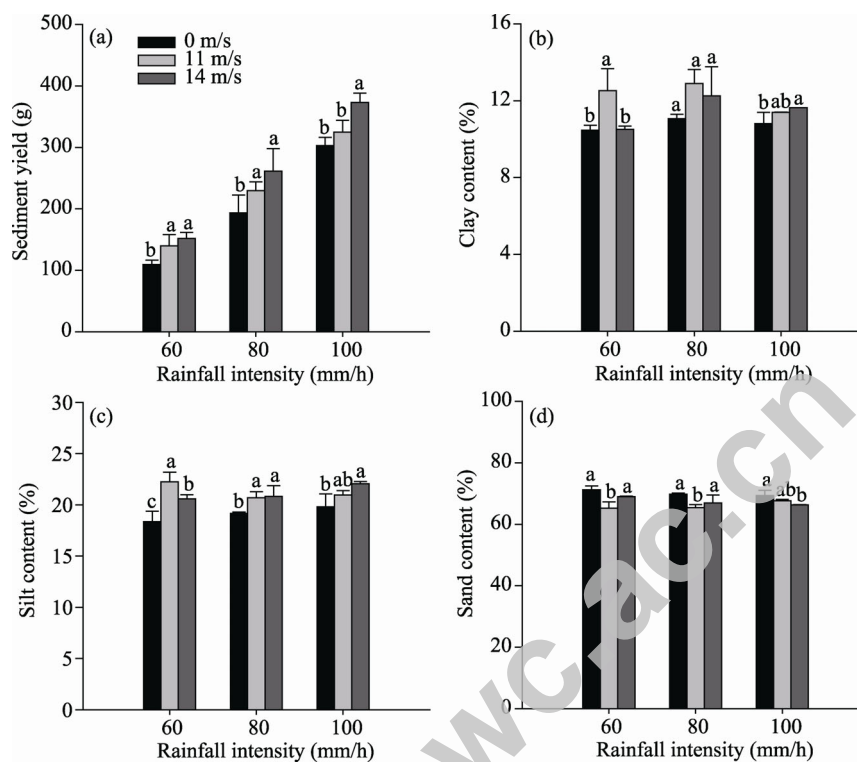 (a)
0 m/s
11 m/s
14 m/s
500
400
300
200
100
0
Sediment yield (g)
b a a
b a a
b b a
60 80 100
Rainfall intensity (mm/h)
(b)
16
12
8
4
0
Clay content (%)
b a b
a a a
b ab a
60 80 100
Rainfall intensity (mm/h)
(c)
30
25
20
15
10
5
0
Silt content (%)
c a b
b a a
b ab a
60 80 100
Rainfall intensity (mm/h)
(d)
100
80
60
40
20
0
Sand content (%)
a b a
a b a
a ab b
60 80 100
Rainfall intensity (mm/h)
wc.ac.cn